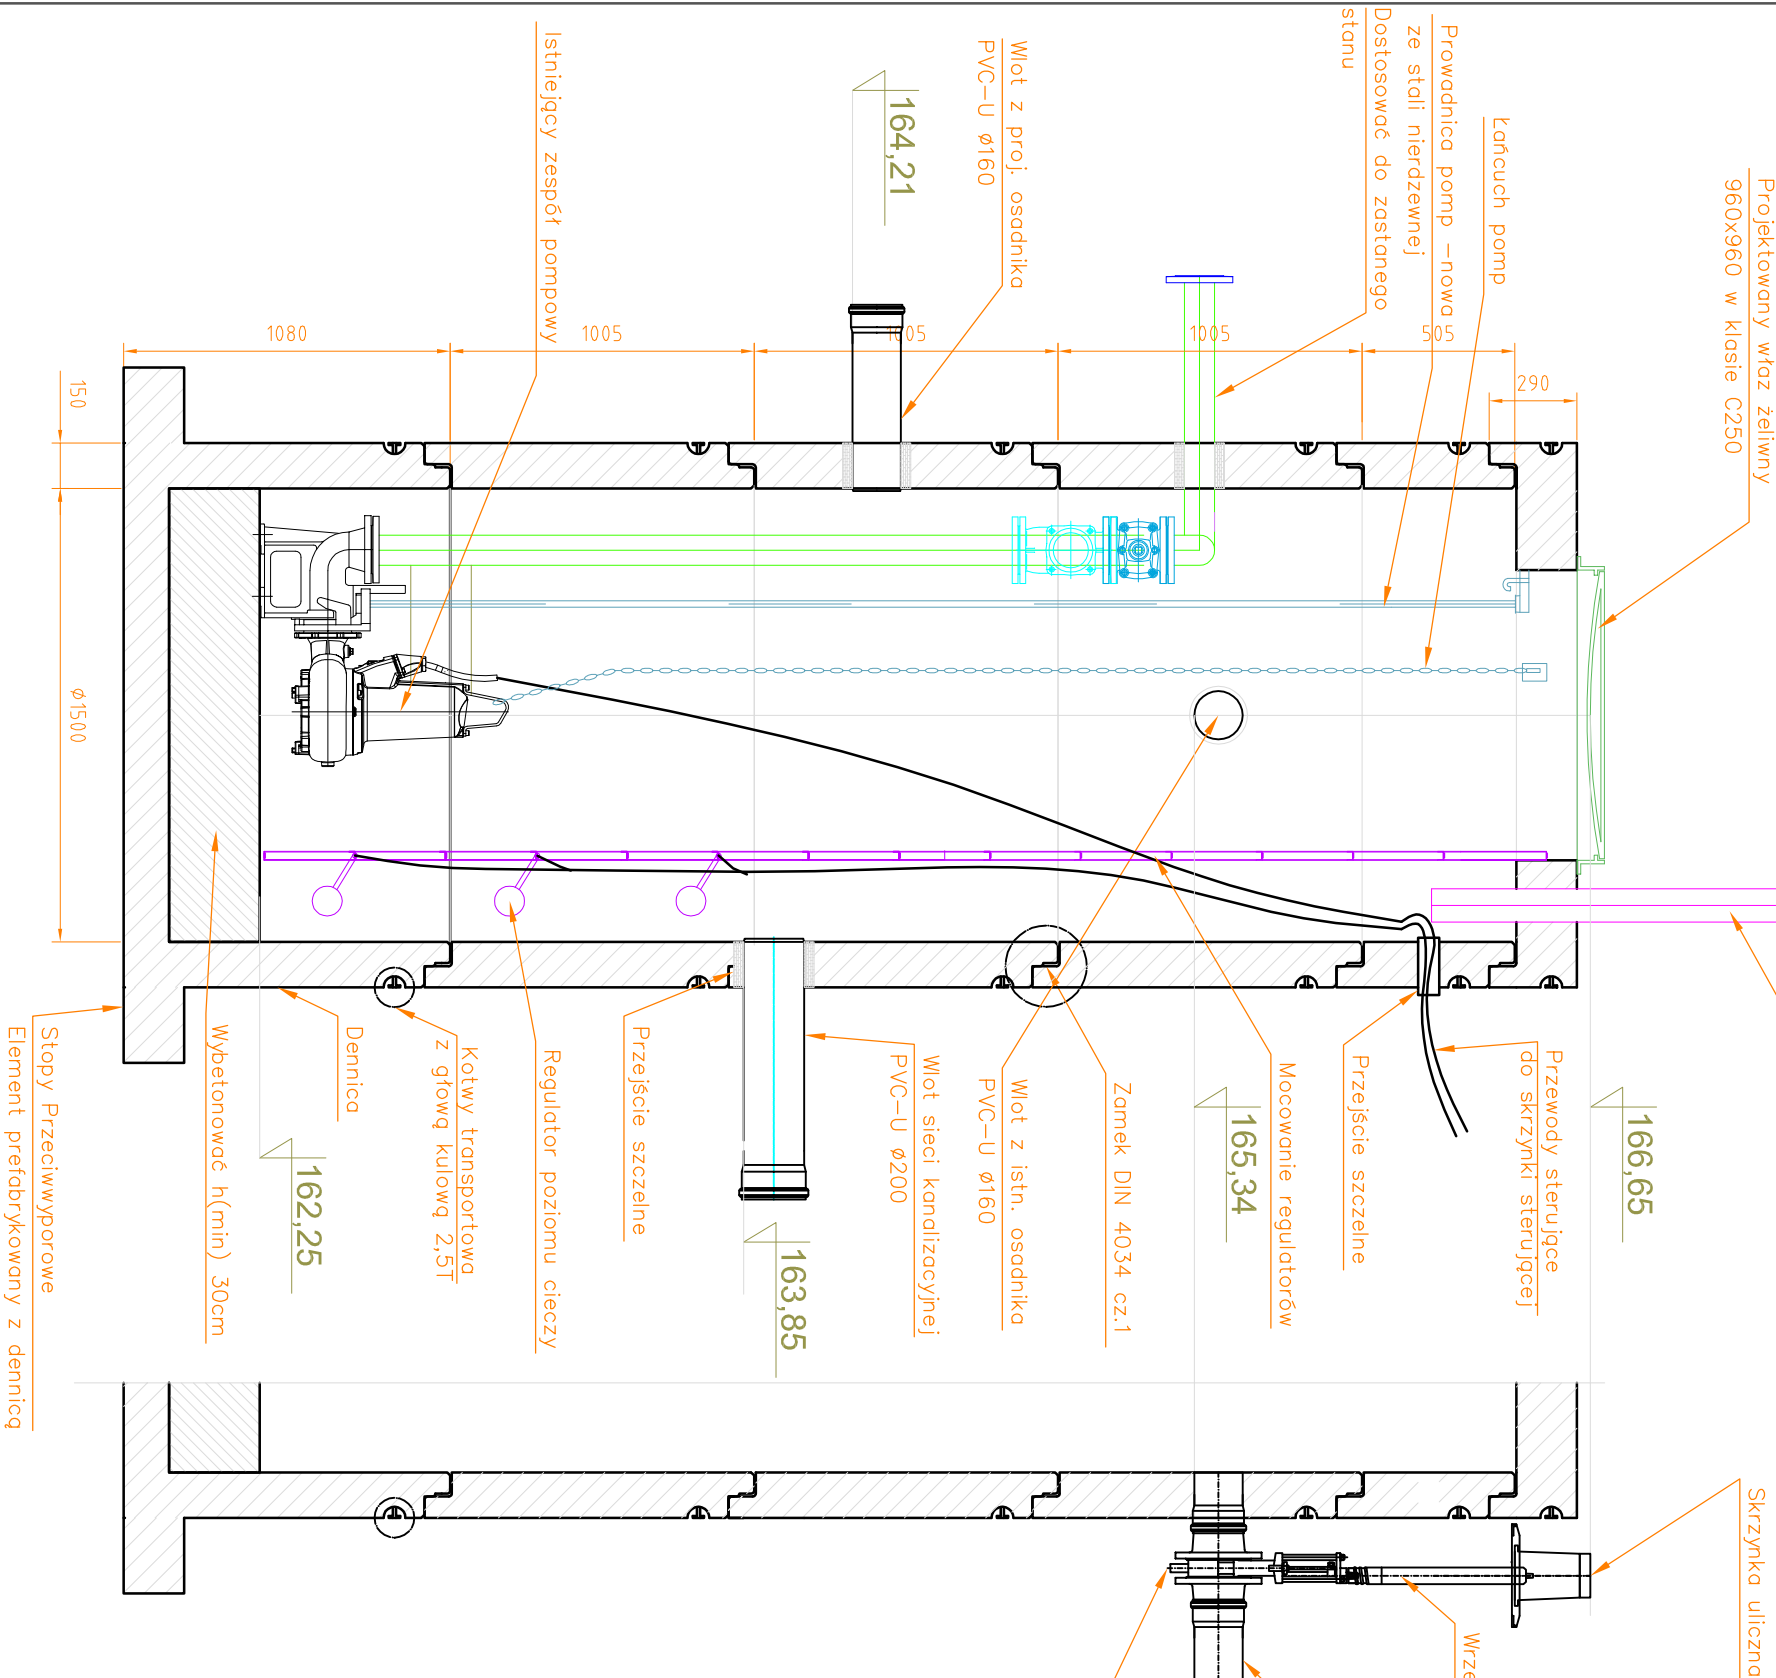 Projektowany właz żeliwny
960x960 w klasie C250
Łańcuch pomp
Prowadnica pomp -nowa
ze stali nierdzewnej
Dostosować do zastanego
stanu
Wlot z proj. osadnika
PVC-U ø160
164,21
Istniejący zespół pompowy
1080
1005
1005
1005
505
290
150
ø1500
166,65
Przewody sterujące
do skrzynki sterującej
Przejście szczelne
Mocowanie regulatorów
165,34
Zamek DIN 4034 cz.1
Wlot z istn. osadnika
PVC-U ø160
Wlot sieci kanalizacyjnej
PVC-U ø200
163,85
Przejście szczelne
Regulator poziomu cieczy
Kotwy transportowa
z głową kulową 2,5T
Dennica
162,25
Wybetonować h(min) 30cm
Stopy Przeciwwyporowe
Element prefabrykowany z dennicą
Skrzynka uliczna
Wrze